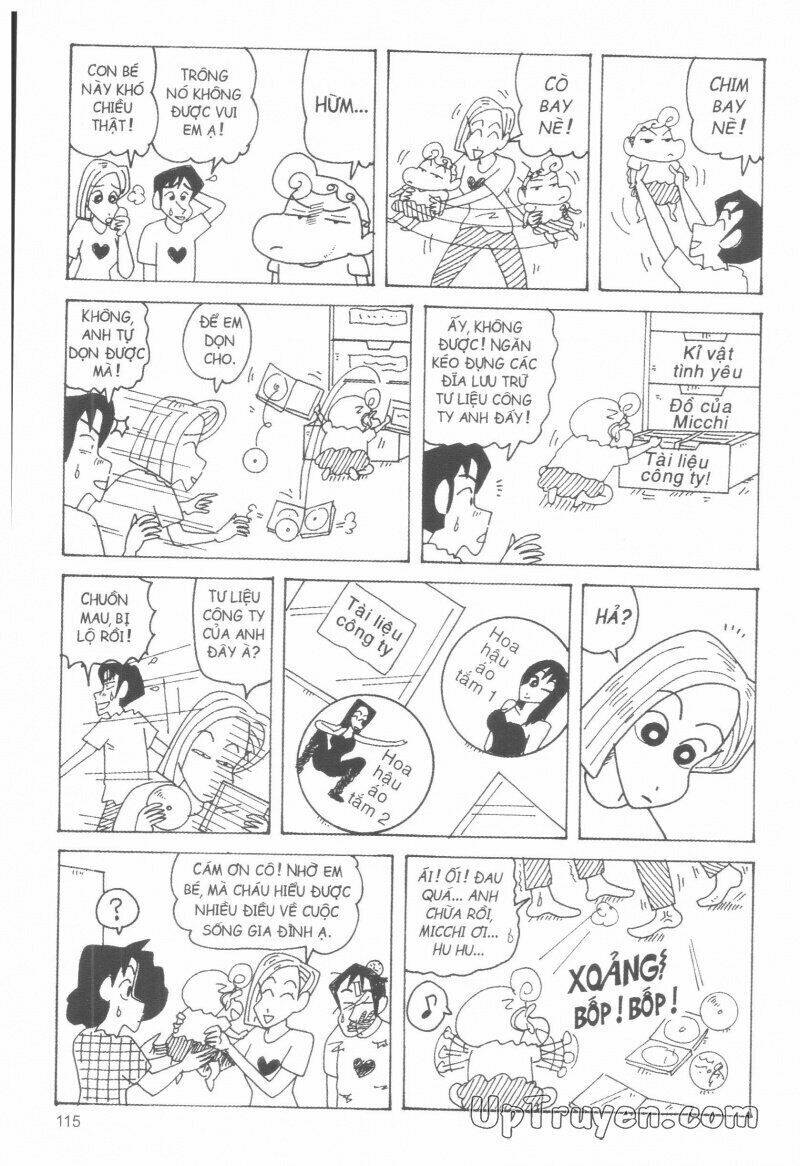 CHIM
BAY
NÈ!
CÒ
BAY
NÈ!
HỪM...
TRÔNG
NÓ KHÔNG
ĐƯỢC VUI
EM Ạ!
CON BÉ
NÀY KHÓ
CHIỀU
THẬT!
Kỉ vật
tình yêu
Đồ của
Micchi
Tài liệu
công ty!
ẤY, KHÔNG
ĐƯỢC! NGĂN
KÉO ĐỰNG CÁC
ĐĨA LƯU TRỮ
TƯ LIỆU CÔNG
TY ANH ĐẤY!
ĐỂ EM
DỌN
CHO.
KHÔNG,
ANH TỰ
DỌN ĐƯỢC
MÀ!
HẢ?
Tài liệu
công ty
Hoa
hậu
áo
tắm 1
Hoa
hậu
áo
tắm 2
TƯ LIỆU
CÔNG TY
CỦA ANH
ĐÂY À?
CHUỒN
MAU, BỊ
LỘ RỒI!
ÁI! ỐI! ĐAU
QUÁ... ANH
CHỪA RỒI,
MICCHI ƠI...
HU HU...
XOẢNG!
BỐP! BỐP!
CÁM ƠN CÔ! NHỜ EM
BÉ, MÀ CHÁU HIỂU ĐƯỢC
NHIỀU ĐIỀU VỀ CUỘC
SỐNG GIA ĐÌNH Ạ.
?
115
UpTruyen.com